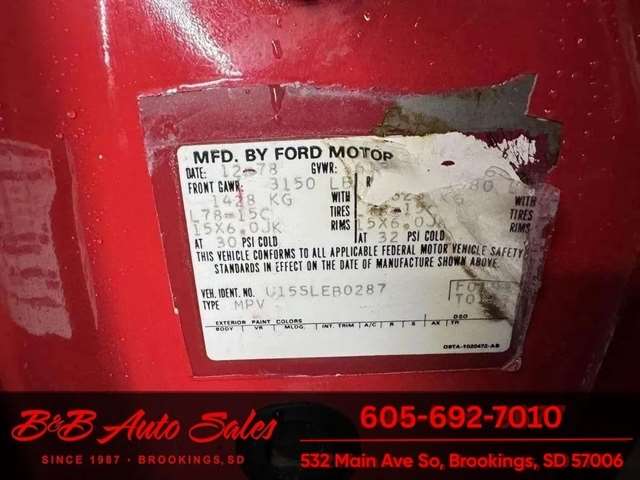 MFD. BY FORD MOTOR
DATE: 12-78 GVWR:
FRONT GAWR: 3150 LB
1428 KG WITH KG WITH
L78-15C TIRES TIRES
15X6.0JK RIMS 15X6.0JK RIMS
AT 30 PSI COLD AT 32 PSI COLD
THIS VEHICLE CONFORMS TO ALL APPLICABLE FEDERAL MOTOR VEHICLE SAFETY
STANDARDS IN EFFECT ON THE DATE OF MANUFACTURE SHOWN ABOVE.
VEH. IDENT. NO. U15SLEB0287
TYPE MPV
EXTERIOR PAINT COLORS DSO
BODY VR MLDG. INT. TRIM A/C R S AX TR
B&B Auto Sales
SINCE 1987 • BROOKINGS, SD
605-692-7010
532 Main Ave So, Brookings, SD 57006